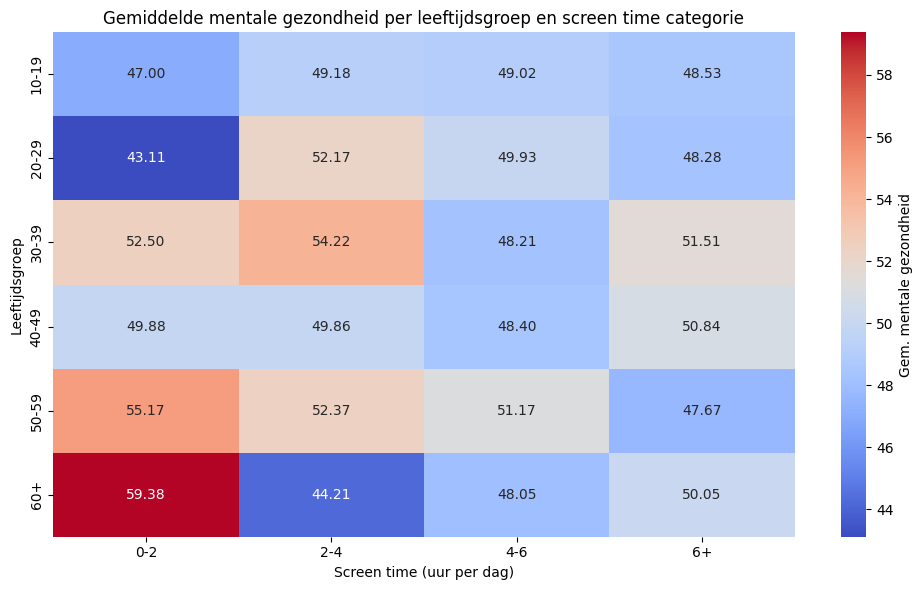 Gemiddelde mentale gezondheid per leeftijdsgroep en screen time categorie
Leeftijdsgroep
10-19 47.00 49.18 49.02 48.53
20-29 43.11 52.17 49.93 48.28
30-39 52.50 54.22 48.21 51.51
40-49 49.88 49.86 48.40 50.84
50-59 55.17 52.37 51.17 47.67
60+ 59.38 44.21 48.05 50.05
0-2 2-4 4-6 6+
Screen time (uur per dag)
58
56
54
52
50
48
46
44
Gem. mentale gezondheid